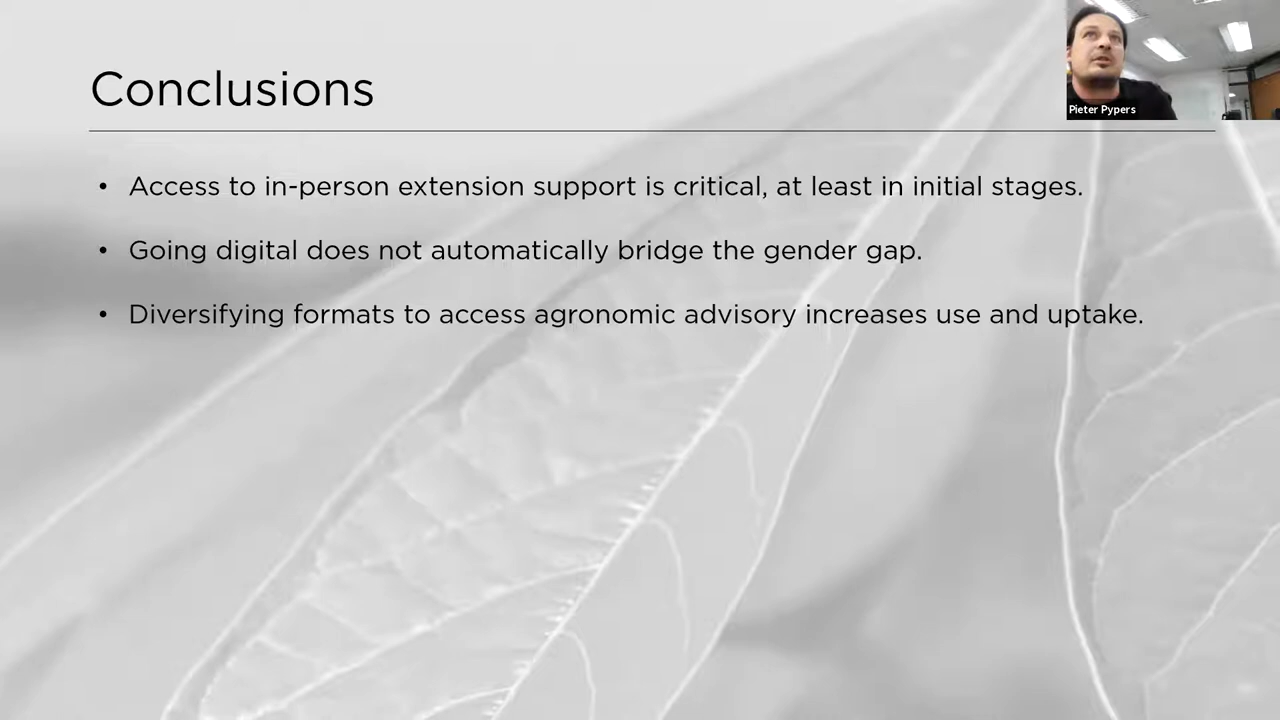 Conclusions
Pieter Pypers
• Access to in-person extension support is critical, at least in initial stages.
• Going digital does not automatically bridge the gender gap.
• Diversifying formats to access agronomic advisory increases use and uptake.